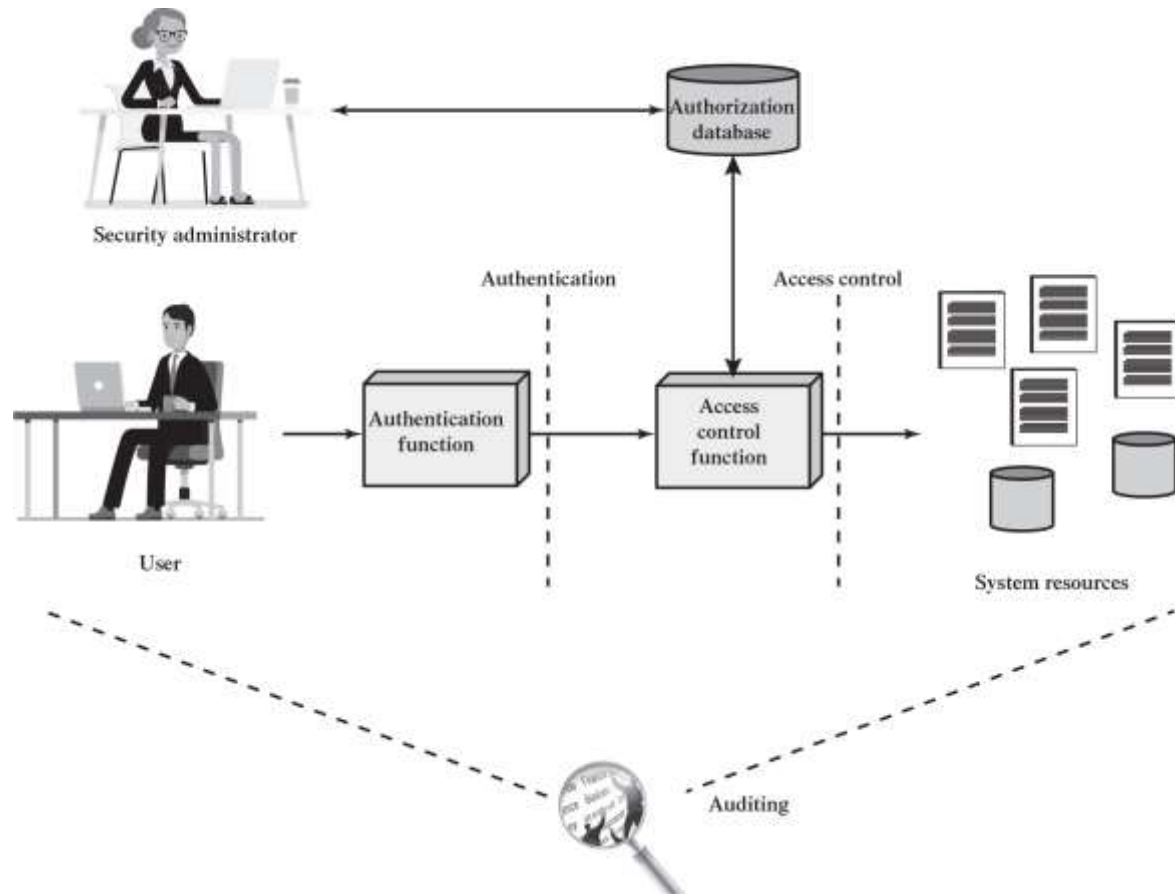 Authorization
database
Security administrator
Authentication
Access control
Authentication
function
Access
control
function
User
System resources
Auditing